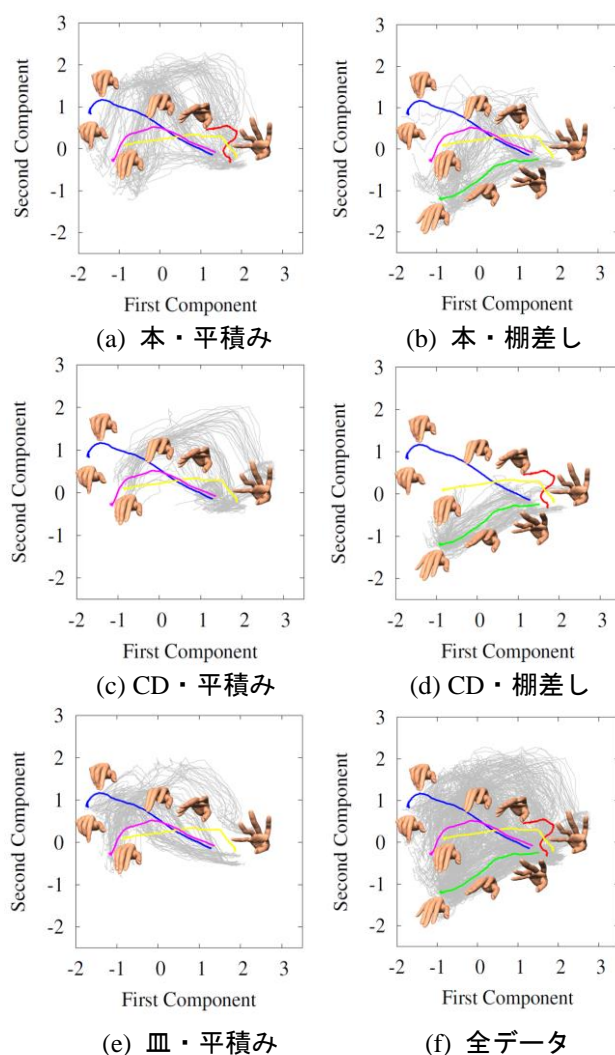 3
2
1
0
-1
-2
Second Component
-2 -1 0 1 2 3
First Component
(a) 本・平積み
3
2
1
0
-1
-2
Second Component
-2 -1 0 1 2 3
First Component
(b) 本・棚差し
3
2
1
0
-1
-2
Second Component
-2 -1 0 1 2 3
First Component
(c) CD・平積み
3
2
1
0
-1
-2
Second Component
-2 -1 0 1 2 3
First Component
(d) CD・棚差し
3
2
1
0
-1
-2
Second Component
-2 -1 0 1 2 3
First Component
(e) 皿・平積み
3
2
1
0
-1
-2
Second Component
-2 -1 0 1 2 3
First Component
(f) 全データ